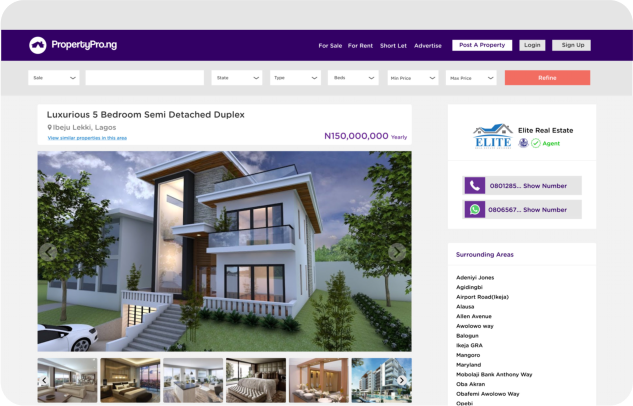 PropertyPro.ng
For Sale For Rent Short Let Advertise Post A Property Login Sign Up
Sale State Type Beds Min Price Max Price Refine
Luxurious 5 Bedroom Semi Detached Duplex
Ibeju Lekki, Lagos
View similar properties in this area
N150,000,000 Yearly
ELITE
Elite Real Estate
Agent
0801285... Show Number
0806567... Show Number
Surrounding Areas
Adeniyi Jones
Agidingbi
Airport Road(Ikeja)
Alausa
Allen Avenue
Awolowo way
Balogun
Ikeja GRA
Mangoro
Maryland
Mobolaji Bank Anthony Way
Oba Akran
Obafemi Awolowo Way
Opebi